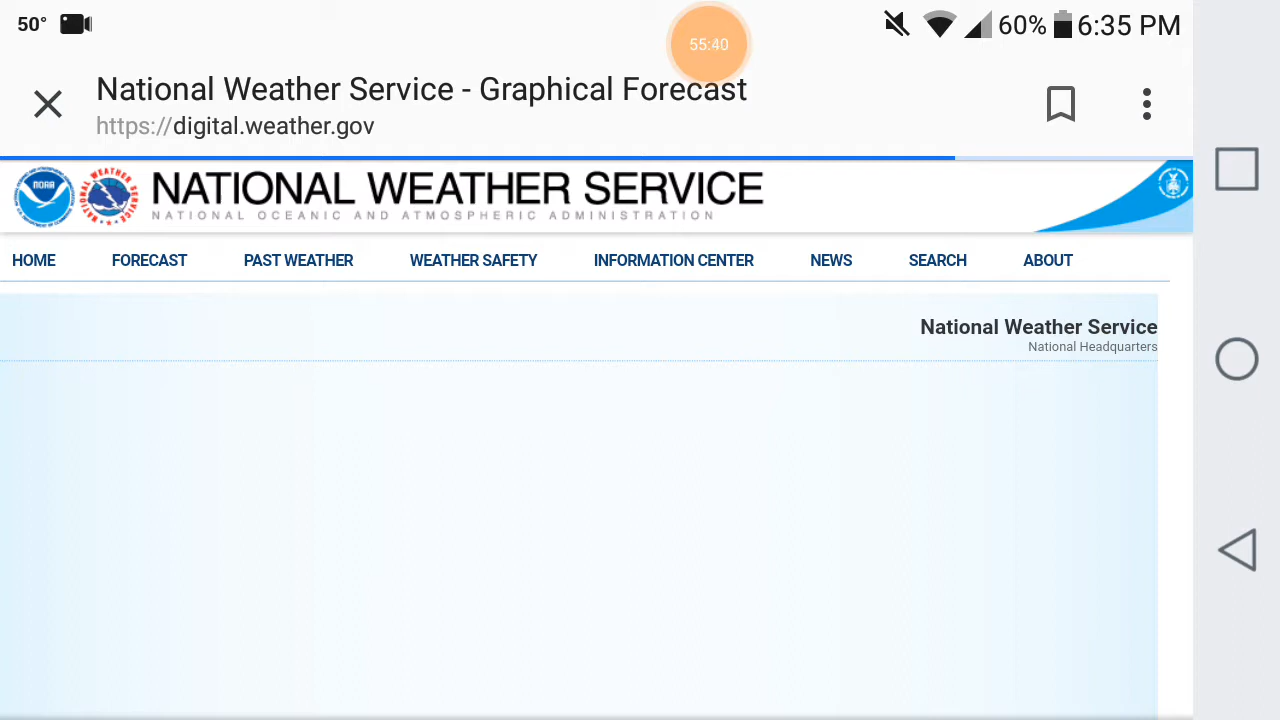 50°
55:40
60%
6:35 PM
National Weather Service - Graphical Forecast
https://digital.weather.gov
NOAA
NATIONAL WEATHER SERVICE
NATIONAL OCEANIC AND ATMOSPHERIC ADMINISTRATION
HOME FORECAST PAST WEATHER WEATHER SAFETY INFORMATION CENTER NEWS SEARCH ABOUT
National Weather Service
National Headquarters